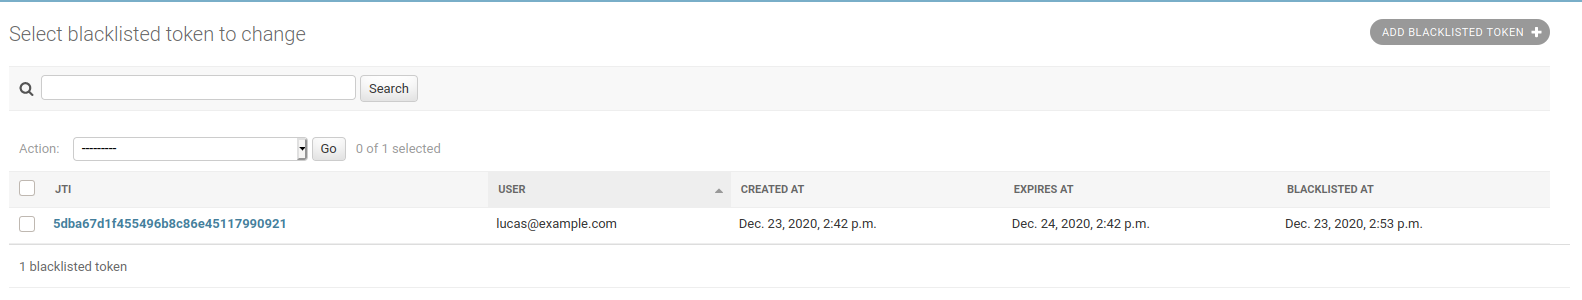 Select blacklisted token to change
ADD BLACKLISTED TOKEN +
Search
Action: --------- Go 0 of 1 selected
JTI USER CREATED AT EXPIRES AT BLACKLISTED AT
5dba67d1f455496b8c86e45117990921 lucas@example.com Dec. 23, 2020, 2:42 p.m. Dec. 24, 2020, 2:42 p.m. Dec. 23, 2020, 2:53 p.m.
1 blacklisted token